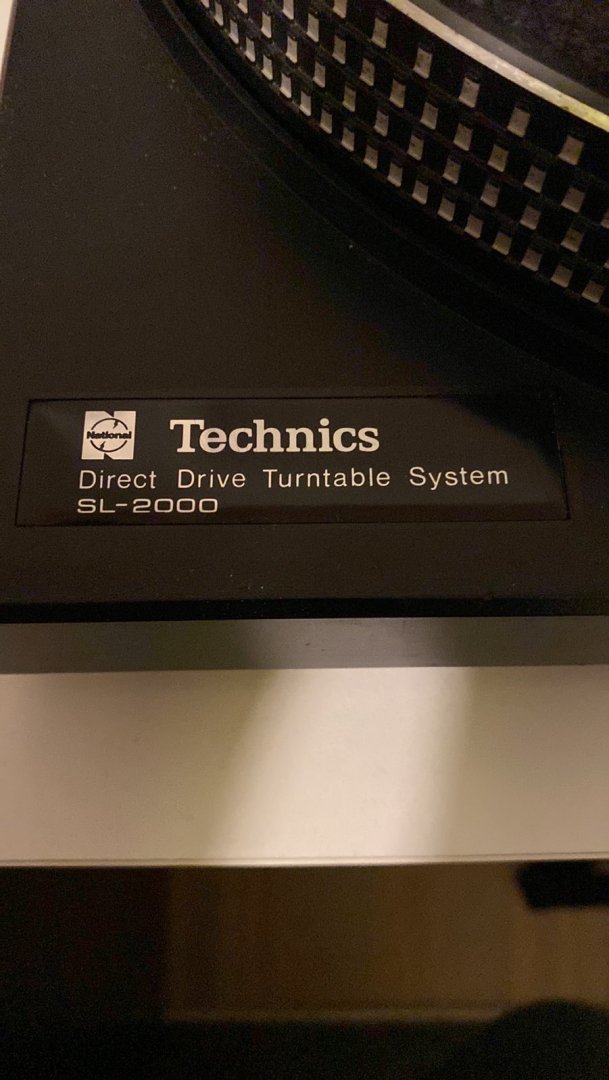 National
Technics
Direct Drive Turntable System
SL-2000